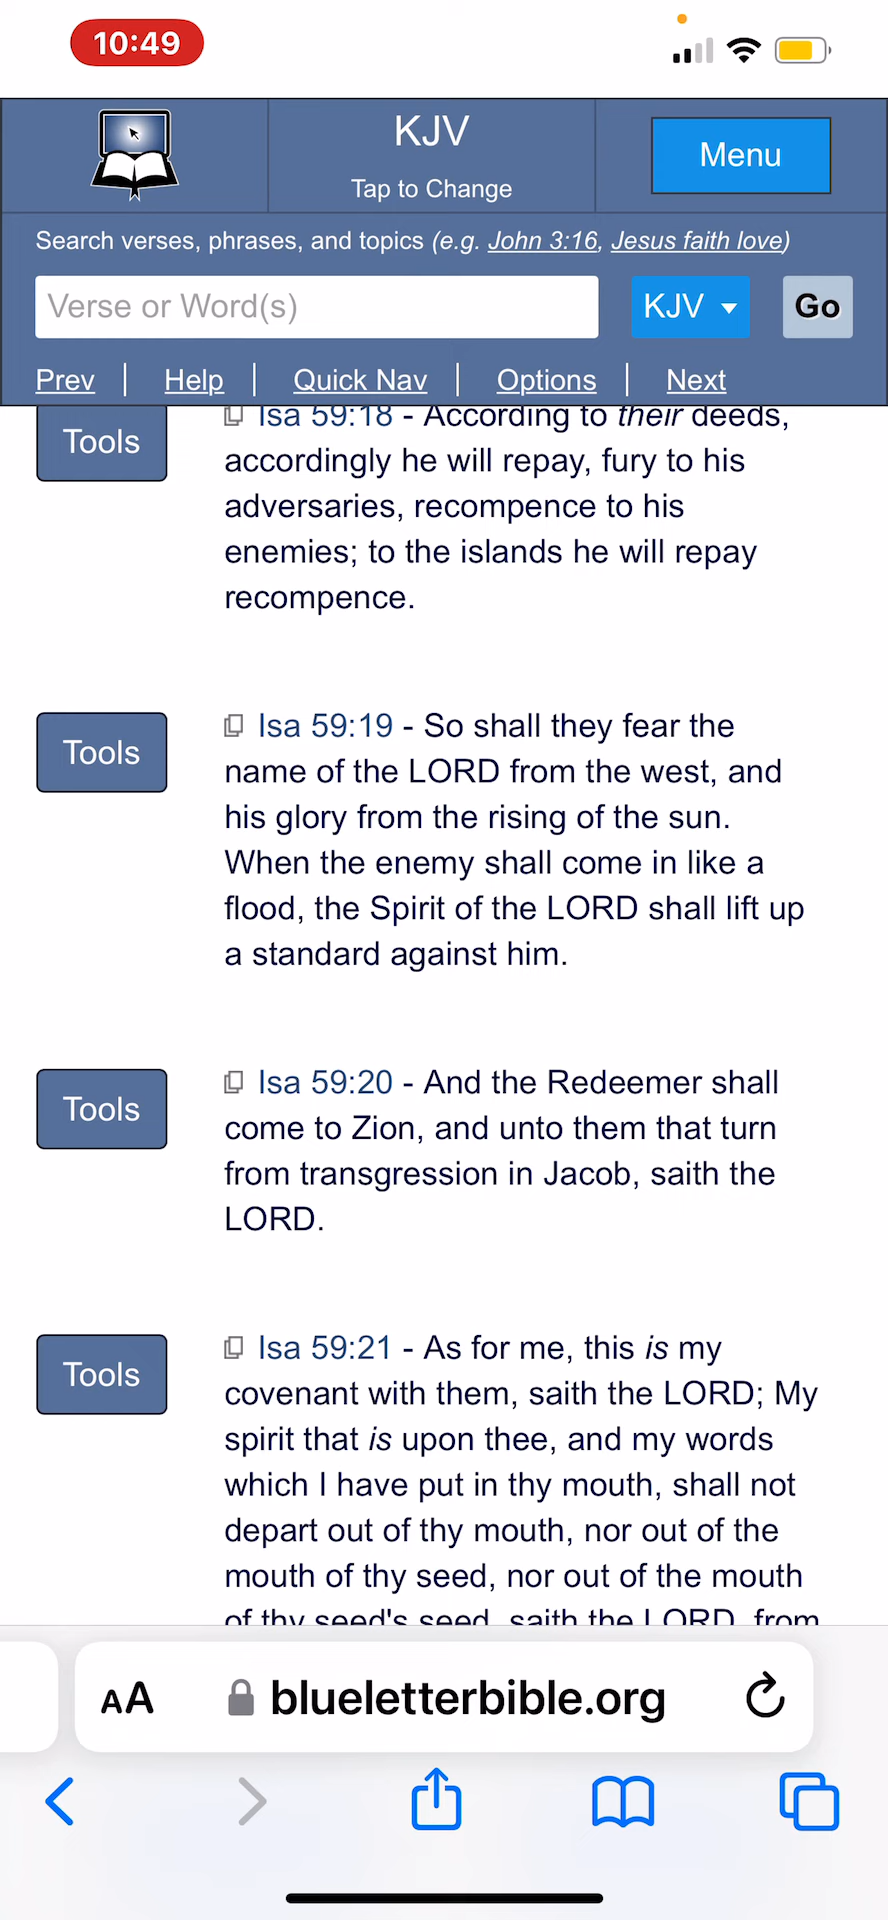 10:49
KJV
Tap to Change
Menu
Search verses, phrases, and topics (e.g. John 3:16, Jesus faith love)
Verse or Word(s)
KJV
Go
Prev | Help | Quick Nav | Options | Next
Tools
Isa 59:18 - According to their deeds,
accordingly he will repay, fury to his
adversaries, recompence to his
enemies; to the islands he will repay
recompence.
Tools
Isa 59:19 - So shall they fear the
name of the LORD from the west, and
his glory from the rising of the sun.
When the enemy shall come in like a
flood, the Spirit of the LORD shall lift up
a standard against him.
Tools
Isa 59:20 - And the Redeemer shall
come to Zion, and unto them that turn
from transgression in Jacob, saith the
LORD.
Tools
Isa 59:21 - As for me, this is my
covenant with them, saith the LORD; My
spirit that is upon thee, and my words
which I have put in thy mouth, shall not
depart out of thy mouth, nor out of the
mouth of thy seed, nor out of the mouth
of thy seed's seed, saith the LORD, from
AA
blueletterbible.org